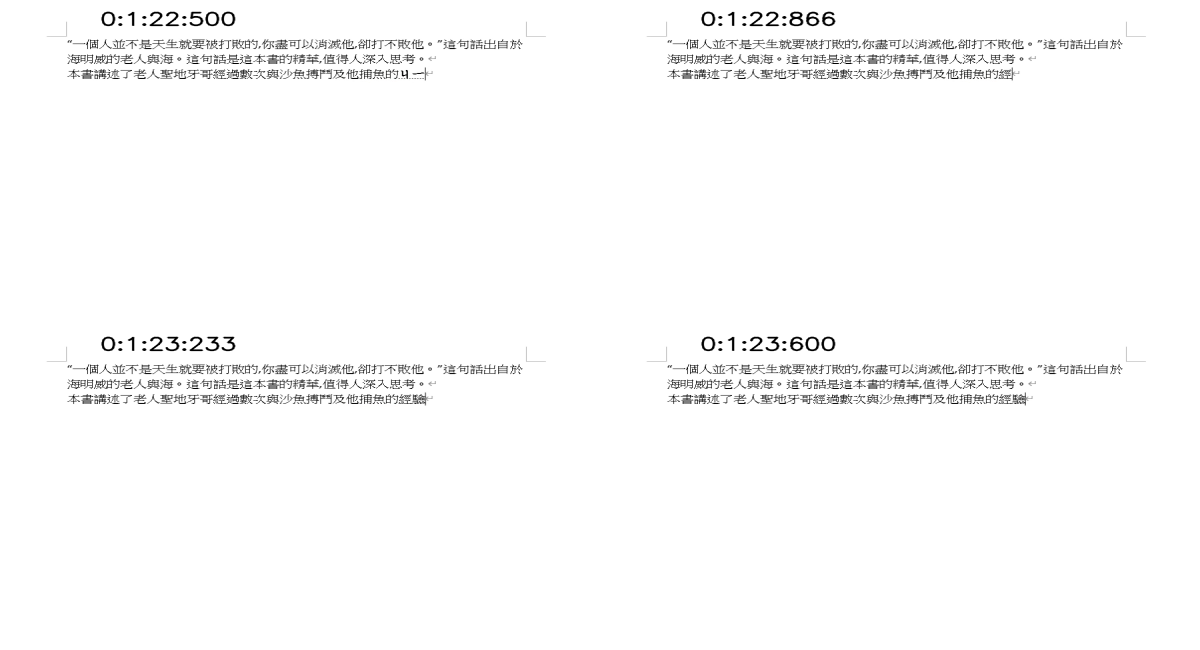 0:1:22:500
“一個人並不是天生就要被打敗的,你盡可以消滅他,卻打不敗他。”這句話出自於
海明威的老人與海。這句話是這本書的精華,值得人深入思考。
本書講述了老人聖地牙哥經過數次與沙魚搏鬥及他捕魚的ㄐㄧ
0:1:22:866
“一個人並不是天生就要被打敗的,你盡可以消滅他,卻打不敗他。”這句話出自於
海明威的老人與海。這句話是這本書的精華,值得人深入思考。
本書講述了老人聖地牙哥經過數次與沙魚搏鬥及他捕魚的經
0:1:23:233
“一個人並不是天生就要被打敗的,你盡可以消滅他,卻打不敗他。”這句話出自於
海明威的老人與海。這句話是這本書的精華,值得人深入思考。
本書講述了老人聖地牙哥經過數次與沙魚搏鬥及他捕魚的經驗
0:1:23:600
“一個人並不是天生就要被打敗的,你盡可以消滅他,卻打不敗他。”這句話出自於
海明威的老人與海。這句話是這本書的精華,值得人深入思考。
本書講述了老人聖地牙哥經過數次與沙魚搏鬥及他捕魚的經驗